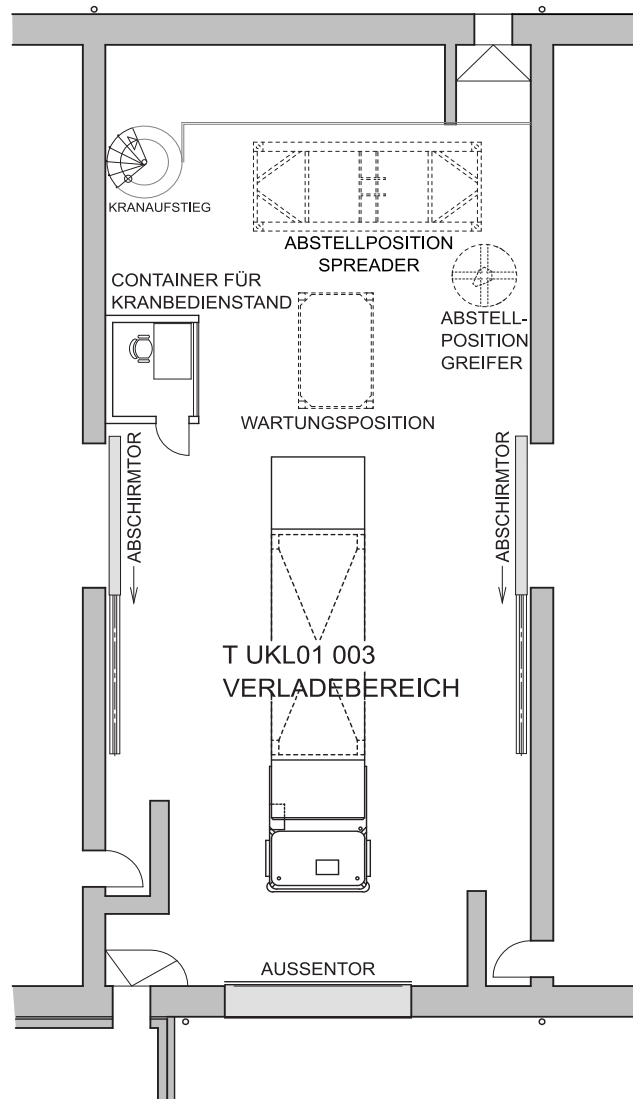 KRANAUFSTIEG
ABSTELLPOSITION
SPREADER
CONTAINER FÜR
KRANBEDIENSTAND
ABSTELL-
POSITION
GREIFER
WARTUNGSPOSITION
ABSCHIRMTOR
ABSCHIRMTOR
T UKL01 003
VERLADEBEREICH
AUSSENTOR